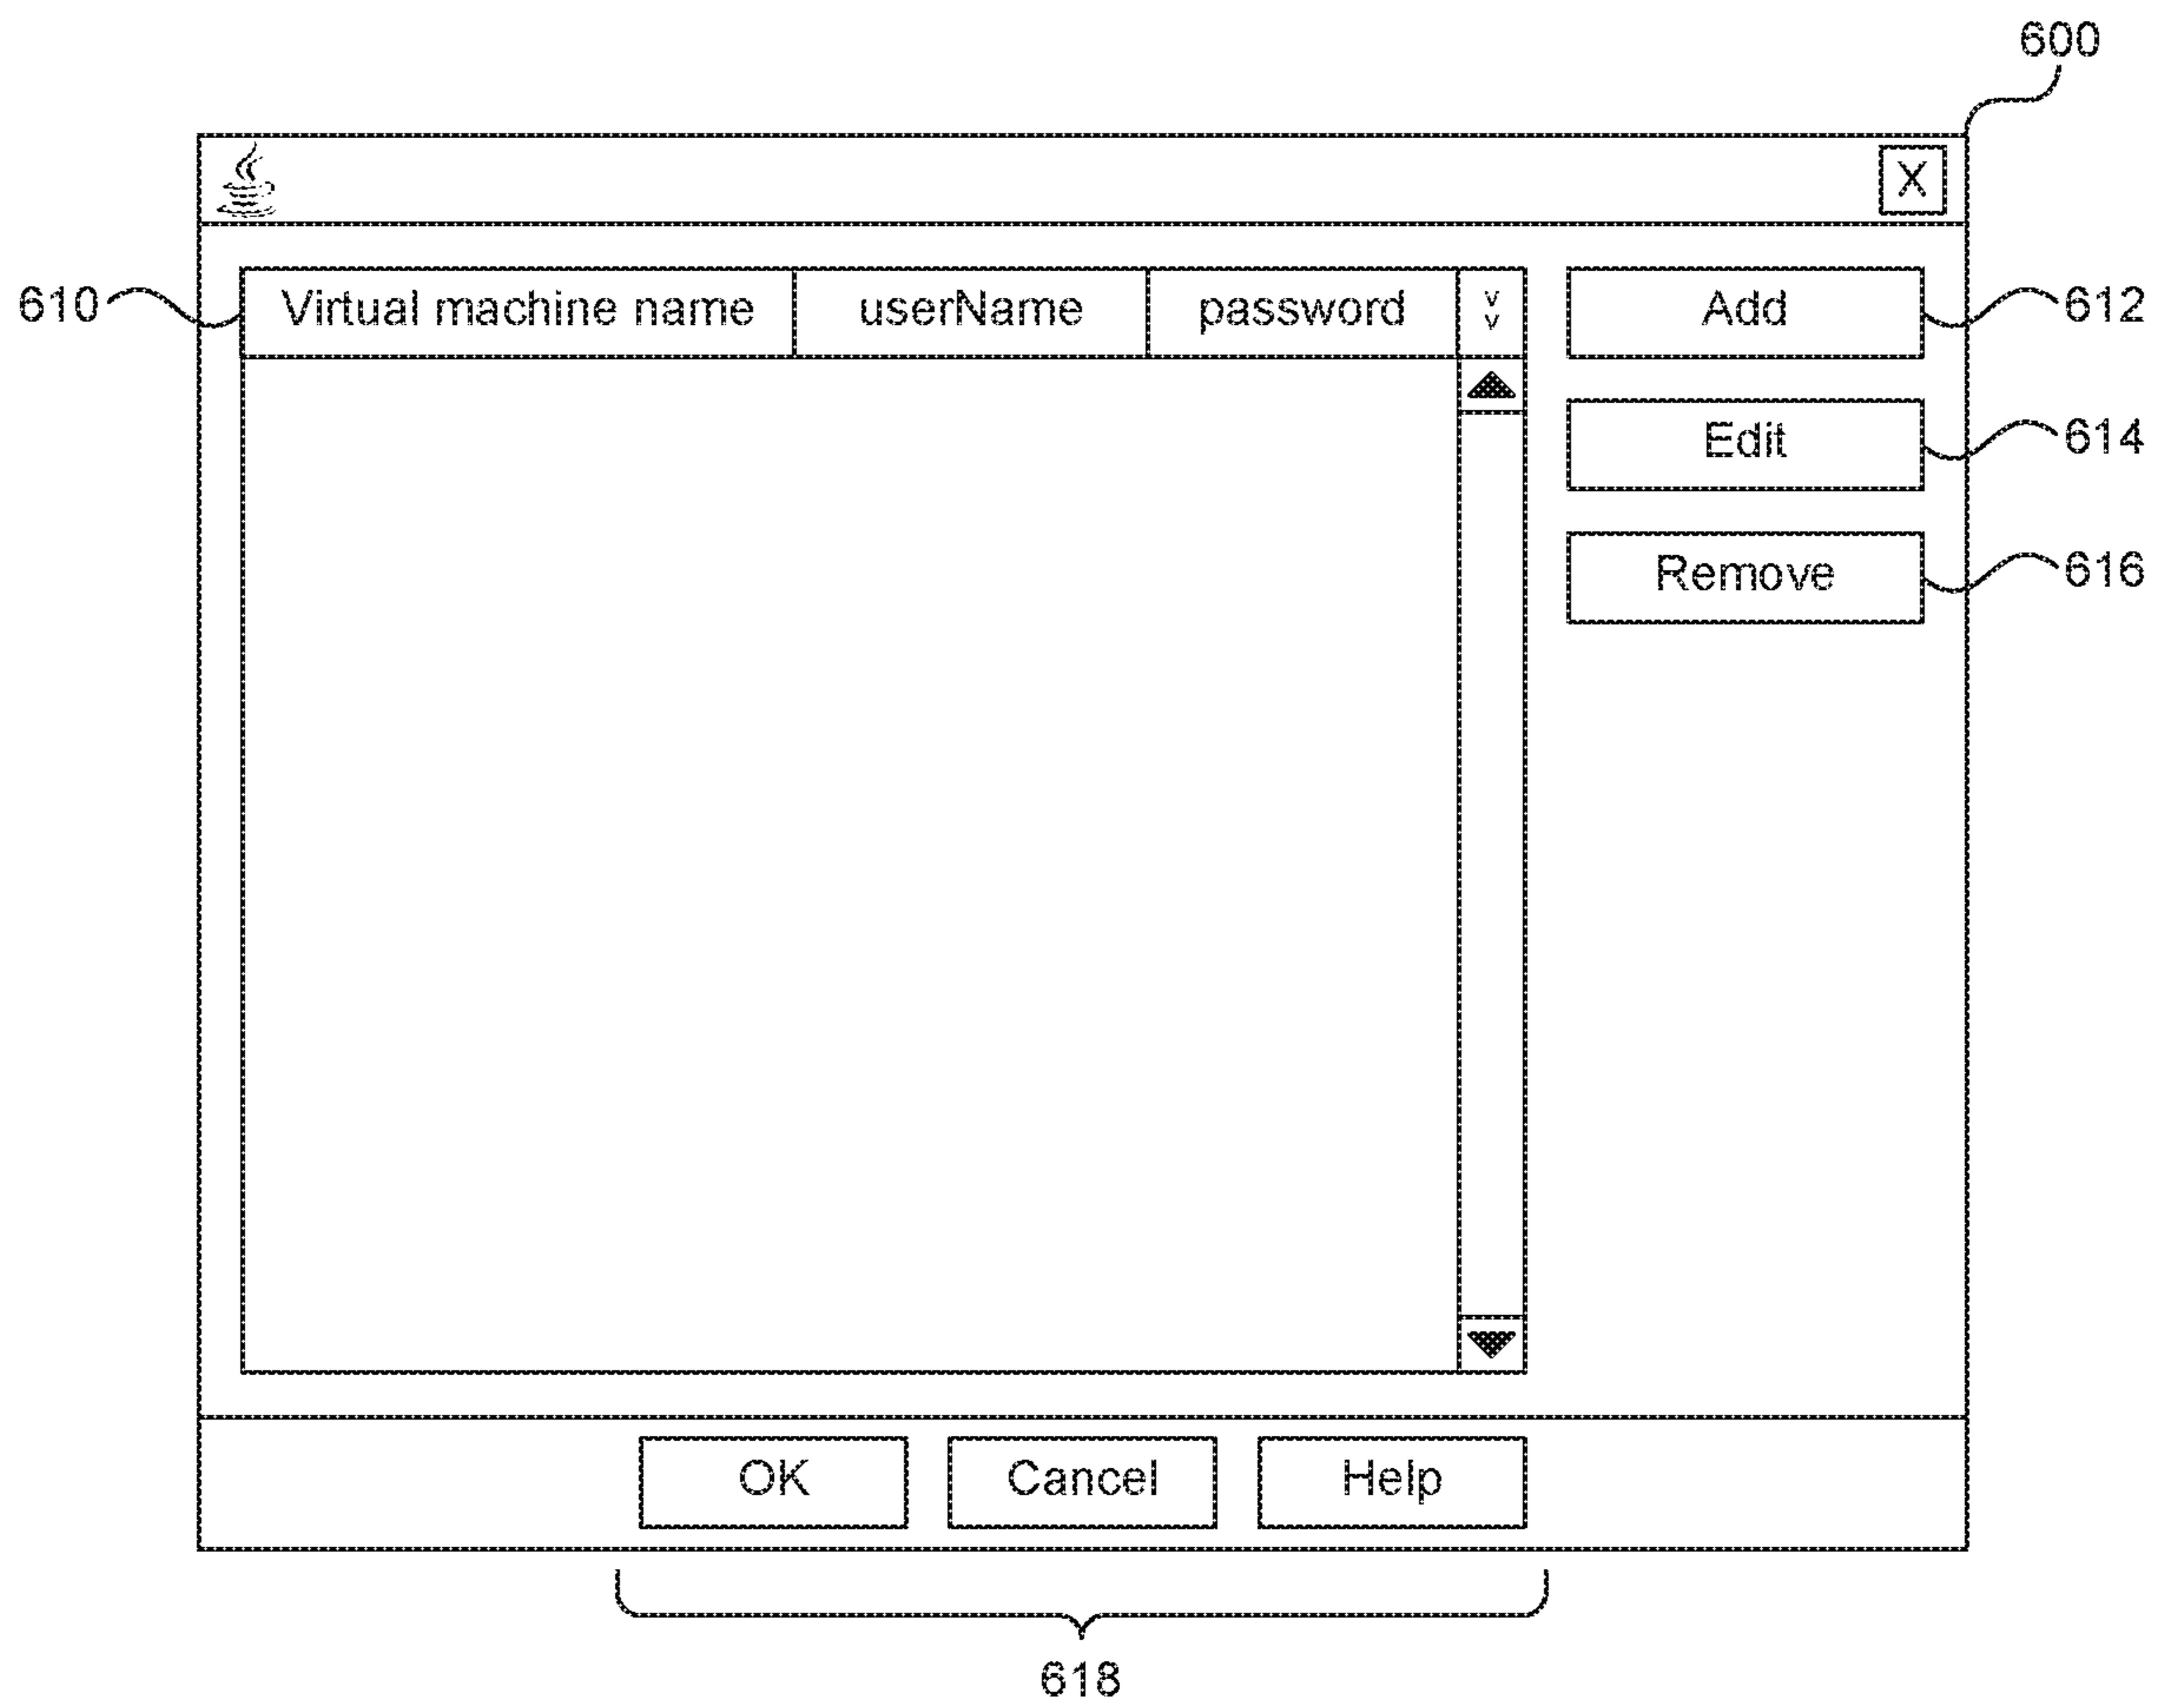 600
X
610 Virtual machine name userName password v v Add 612
Edit 614
Remove 616
OK Cancel Help
618